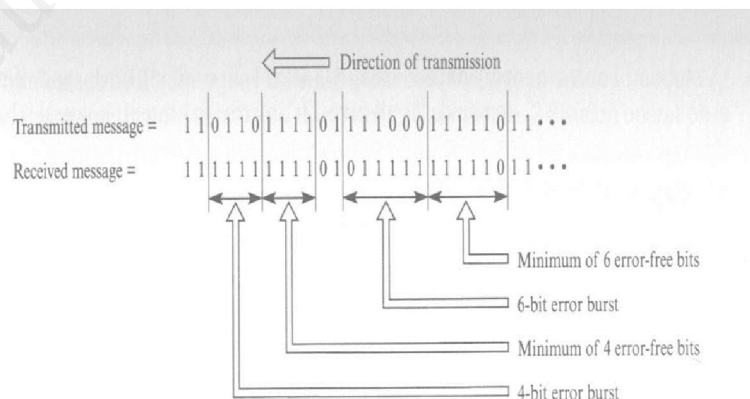 Direction of transmission
Transmitted message = 1 1 0 1 1 0 1 1 1 1 0 1 1 1 1 0 0 0 1 1 1 1 1 0 1 1 •••
Received message = 1 1 1 1 1 1 1 1 1 1 0 1 0 1 1 1 1 1 1 1 1 1 1 0 1 1 •••
Minimum of 6 error-free bits
6-bit error burst
Minimum of 4 error-free bits
4-bit error burst